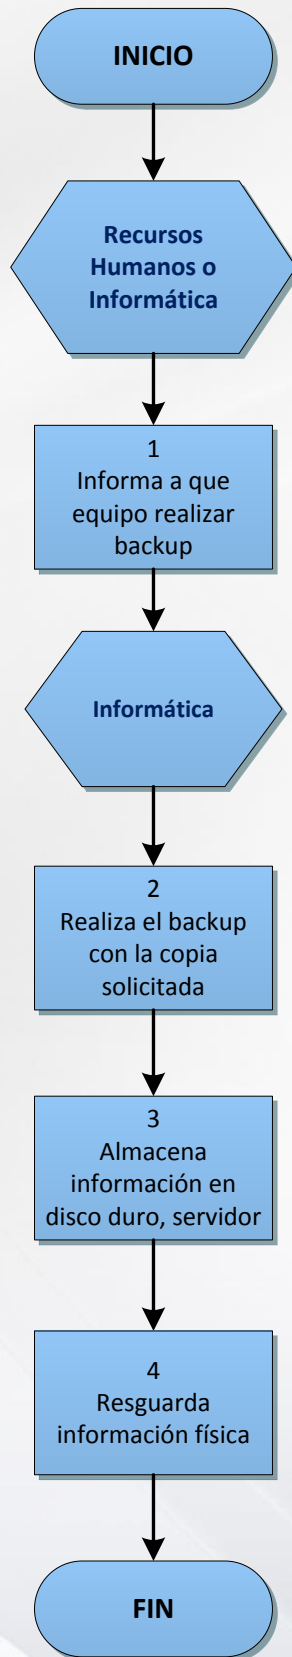 INICIO
Recursos
Humanos o
Informática
1
Informa a que
equipo realizar
backup
Informática
2
Realiza el backup
con la copia
solicitada
3
Almacena
información en
disco duro, servidor
4
Resguarda
información física
FIN